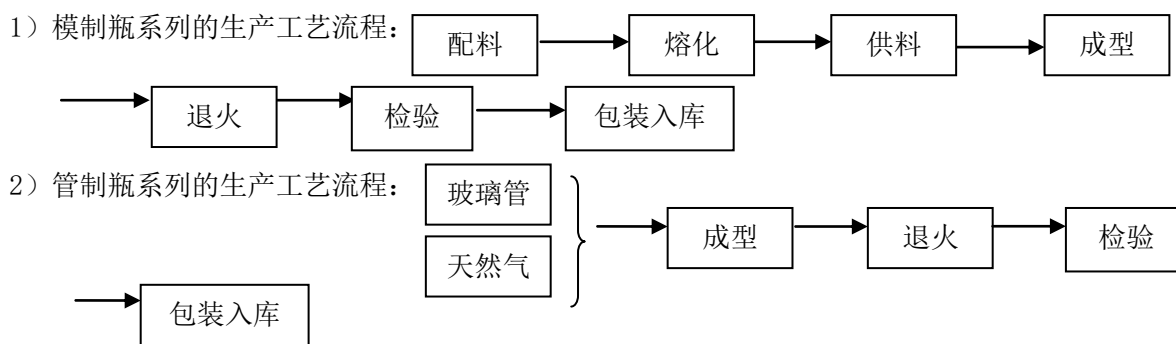 1）模制瓶系列的生产工艺流程： 配料 熔化 供料 成型
退火 检验 包装入库
2）管制瓶系列的生产工艺流程： 玻璃管
成型 退火 检验
天然气
包装入库